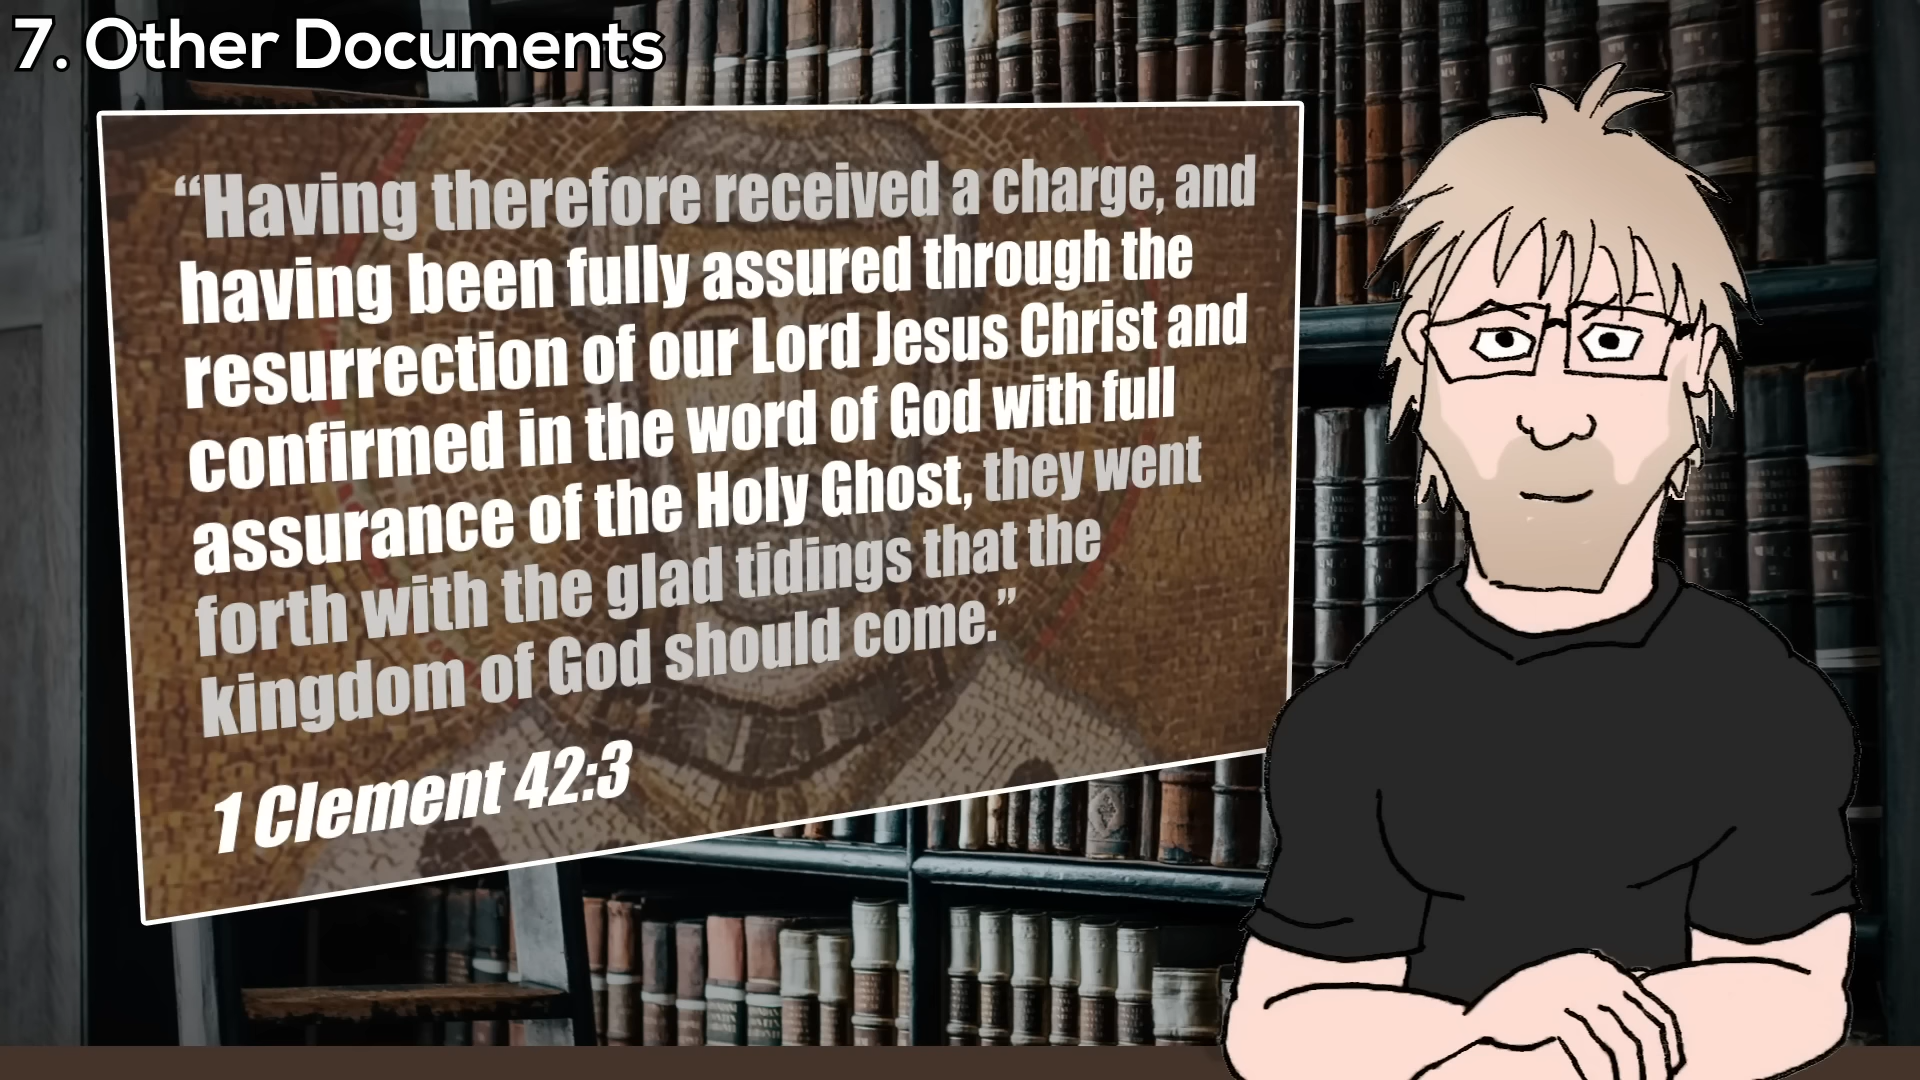 7. Other Documents
“Having therefore received a charge, and
having been fully assured through the
resurrection of our Lord Jesus Christ and
confirmed in the word of God with full
assurance of the Holy Ghost, they went
forth with the glad tidings that the
kingdom of God should come.”
1 Clement 42:3